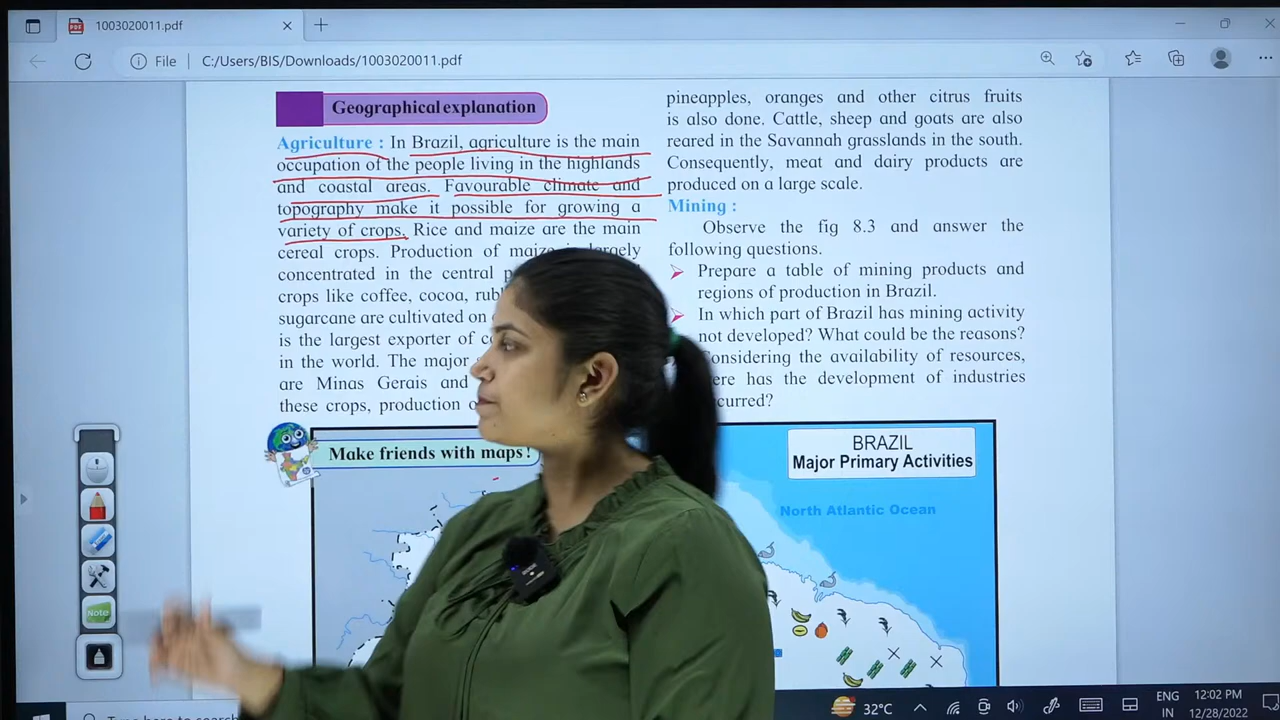 1003020011.pdf
File
C:/Users/BIS/Downloads/1003020011.pdf
Geographical explanation
Agriculture : In Brazil, agriculture is the main
occupation of the people living in the highlands
and coastal areas. Favourable climate and
topography make it possible for growing a
variety of crops. Rice and maize are the main
cereal crops. Production of maize is largely
concentrated in the central
crops like coffee, cocoa,
sugarcane are cultivated on
is the largest exporter of
in the world. The major
are Minas Gerais and
these crops, production
pineapples, oranges and other citrus fruits
is also done. Cattle, sheep and goats are also
reared in the Savannah grasslands in the south.
Consequently, meat and dairy products are
produced on a large scale.
Mining :
Observe the fig 8.3 and answer the
following questions.
Prepare a table of mining products and
regions of production in Brazil.
In which part of Brazil has mining activity
not developed? What could be the reasons?
Considering the availability of resources,
has the development of industries
occurred?
Make friends with maps!
BRAZIL
Major Primary Activities
North Atlantic Ocean
Note
Type here to search
32°C
ENG
IN
12:02 PM
12/28/2022